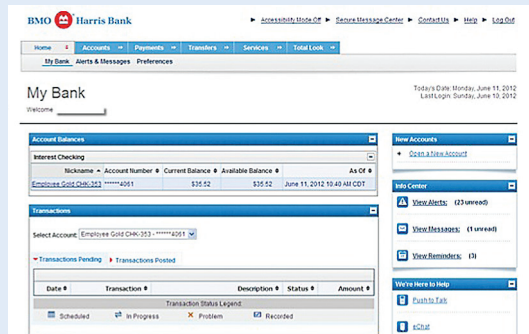 BMO Harris Bank
Accessibility Mode Off Secure Message Center Contact Us Help Log Out
Home Accounts Payments Transfers Services Total Look
My Bank Alerts & Messages Preferences
My Bank
Today's Date: Monday, June 11, 2012
Last Login: Sunday, June 10, 2012
Welcome
Account Balances
Interest Checking
Nickname Account Number Current Balance Available Balance As Of
Employee Gold CHK-353 ******4061 $35.52 $35.52 June 11, 2012 10:40 AM CDT
Transactions
Select Account: Employee Gold CHK-353 - ******4061
Transactions Pending Transactions Posted
Date Transaction Description Status Amount
Transaction Status Legend:
Scheduled In Progress Problem Recorded
New Accounts
Open a New Account
Info Center
View Alerts: (23 unread)
View Messages: (1 unread)
View Reminders: (3)
We're Here to Help
Push to Talk
eChat